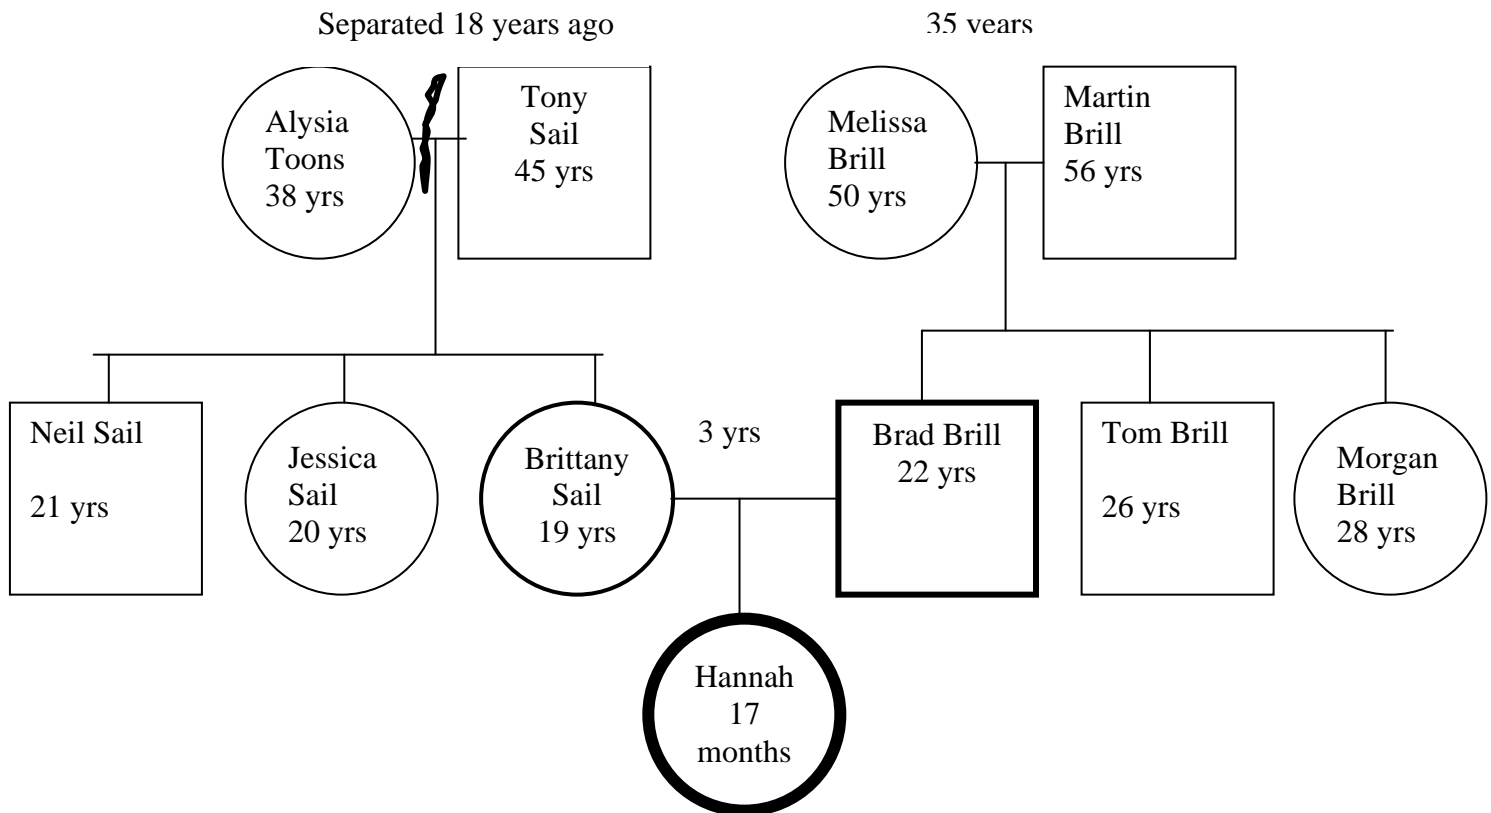 Separated 18 years ago
35 years
Alysia
Toons
38 yrs
Tony
Sail
45 yrs
Melissa
Brill
50 yrs
Martin
Brill
56 yrs
Neil Sail
21 yrs
Jessica
Sail
20 yrs
Brittany
Sail
19 yrs
3 yrs
Brad Brill
22 yrs
Tom Brill
26 yrs
Morgan
Brill
28 yrs
Hannah
17
months